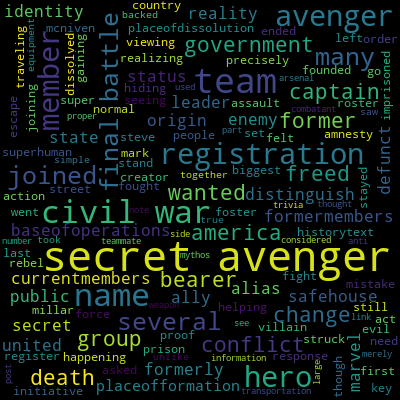 identity
mcniven
backed
country
placeofdissolution
avenger
traveling
equipment
dissolved
gaining
viewing
reality
ended
left
order
realizing
precisely
government
many
escape
joining
member
final battle
team
founded
go
status
hiding
seeing
leader
assault
roster
imprisoned
super
normal
captain
used
arsenal
combatant
origin
enemy
former
proper
superhuman
state
steve
people
part
set
felt
amnesty
saw
mark
registration
simple
stand
together
biggest
joined
creator
street
fought
wanted
freed
stayed
defunct
distinguish
action
trivia
thought
went
note
true
foster
formermembers
civil war
america
baseofoperations
historytext
number
took
teammate
side
considered
anti
last
rebel
secret avenger
mythos
currentmembers
bearer
alias
fight
mistake
public
name
ally
helping
safehouse
still
millar
secret
force
weapon
villain
change
link
act
several
see
evil
united
group
proof
conflict
struck
need
register
happening
prison
information
response
large
marvel
asked
unlike
death
formerly
hero
though
first
initiative
placeofformation
transportation
key
post
merely